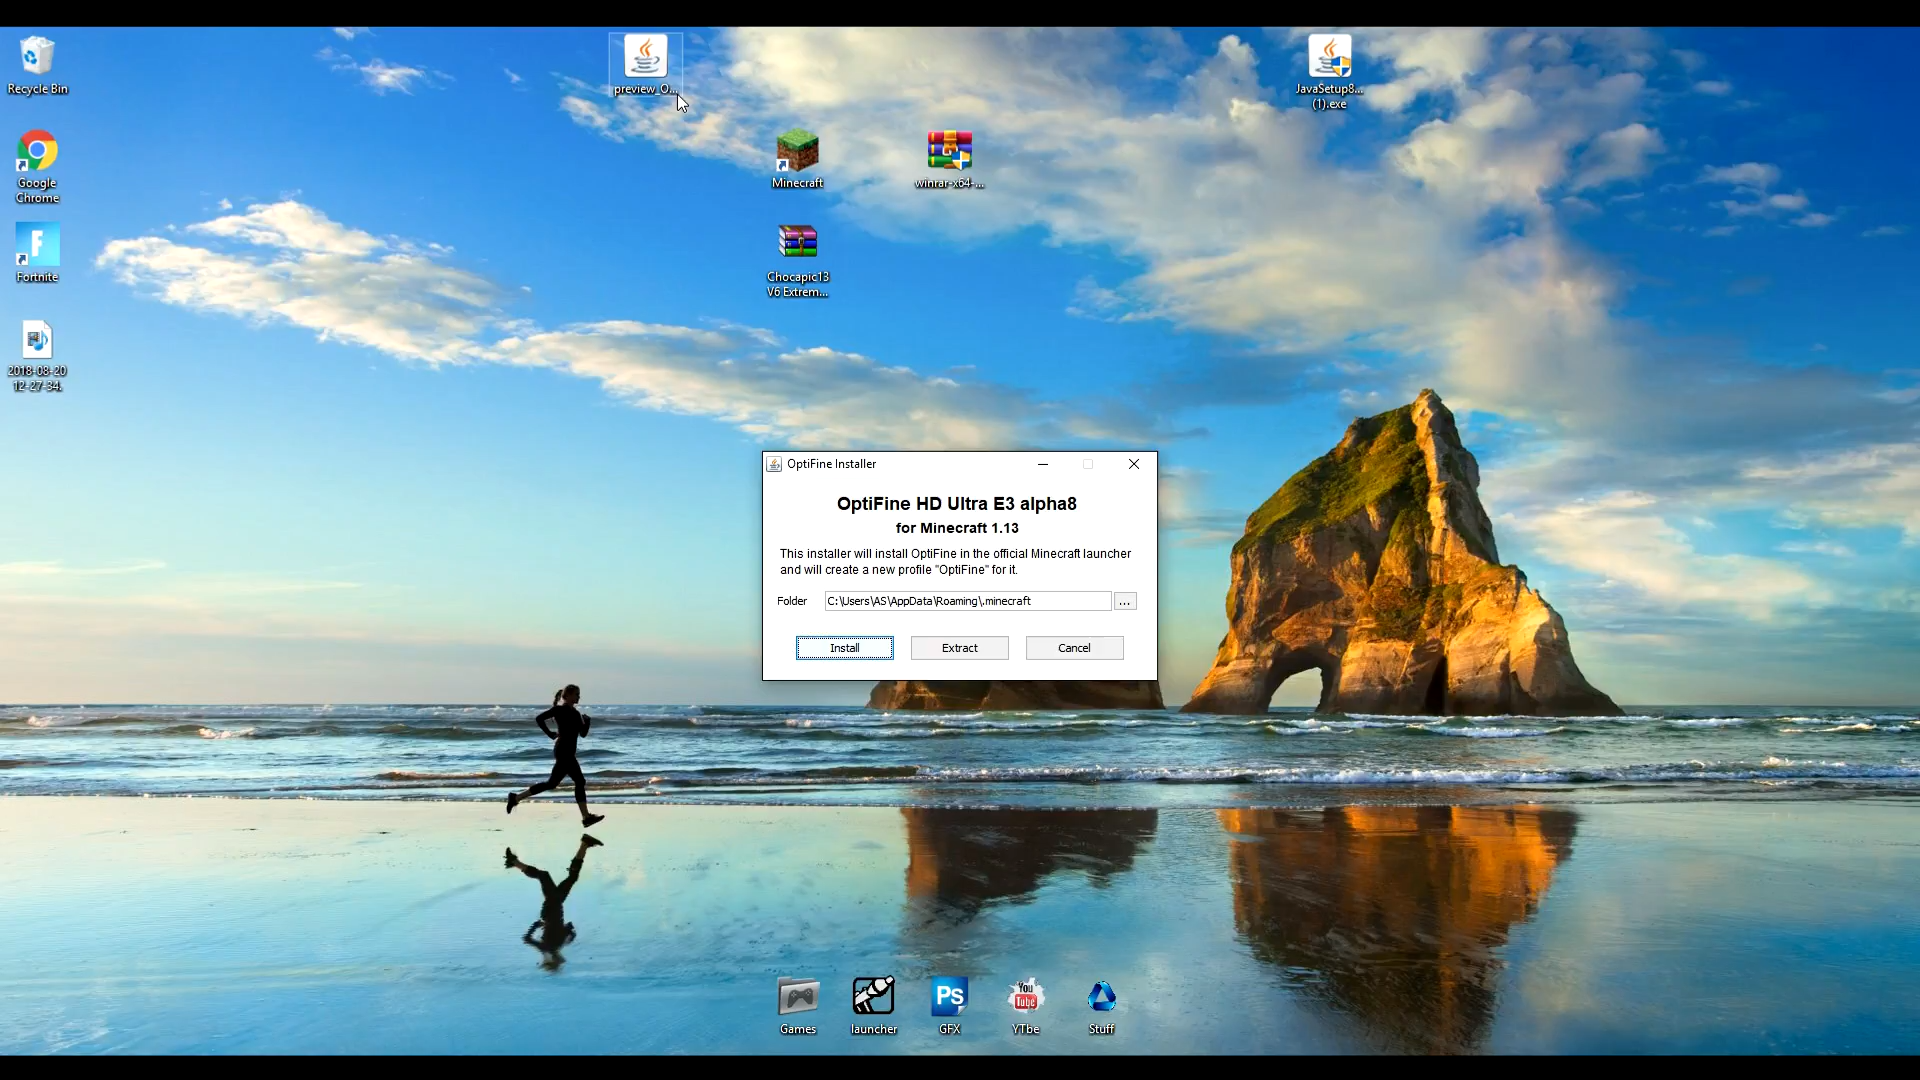 Recycle Bin
preview_O...
JavaSetup8...
(1).exe
Google
Chrome
Minecraft
winrar-x64-...
Fortnite
Chocapic13
V6 Extrem...
2018-08-20
12-27-34.
OptiFine Installer
OptiFine HD Ultra E3 alpha8
for Minecraft 1.13
This installer will install OptiFine in the official Minecraft launcher
and will create a new profile "OptiFine" for it.
Folder C:\Users\AS\AppData\Roaming\.minecraft ...
Install Extract Cancel
Ps
You
Tube
Games launcher GFX YTbe Stuff